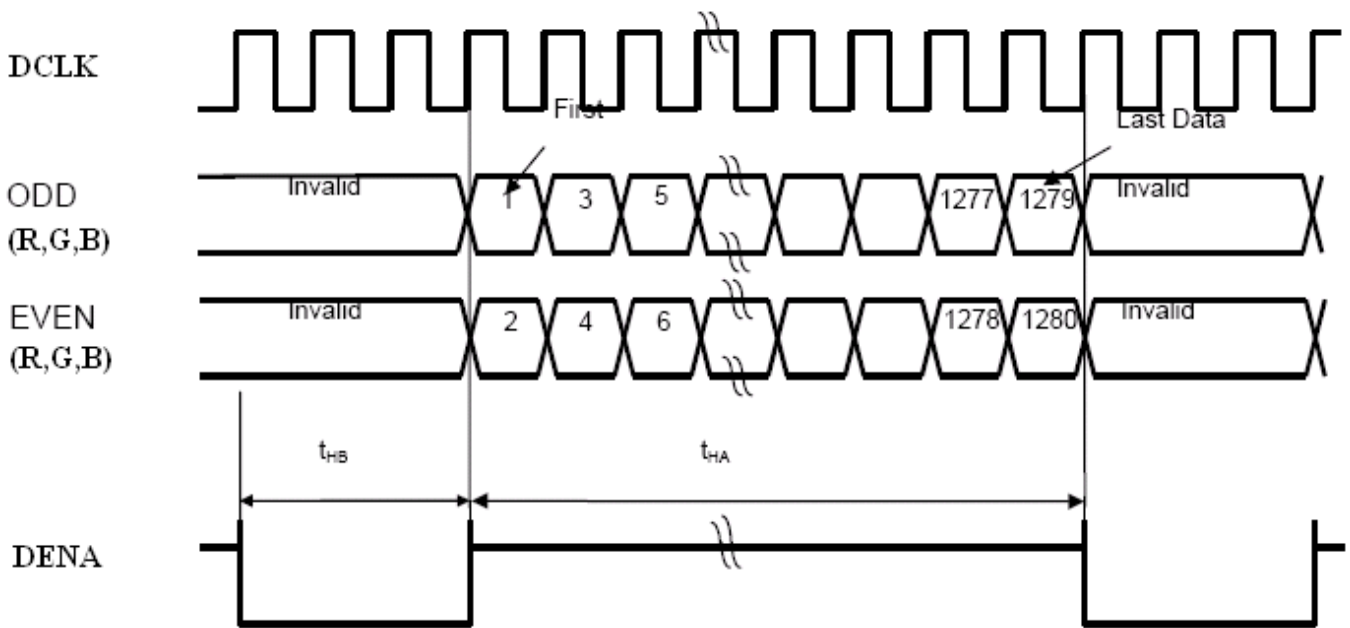 DCLK
First
Last Data
ODD
(R,G,B)
Invalid
1
3
5
1277
1279
Invalid
EVEN
(R,G,B)
Invalid
2
4
6
1278
1280
Invalid
tHB
tHA
DENA